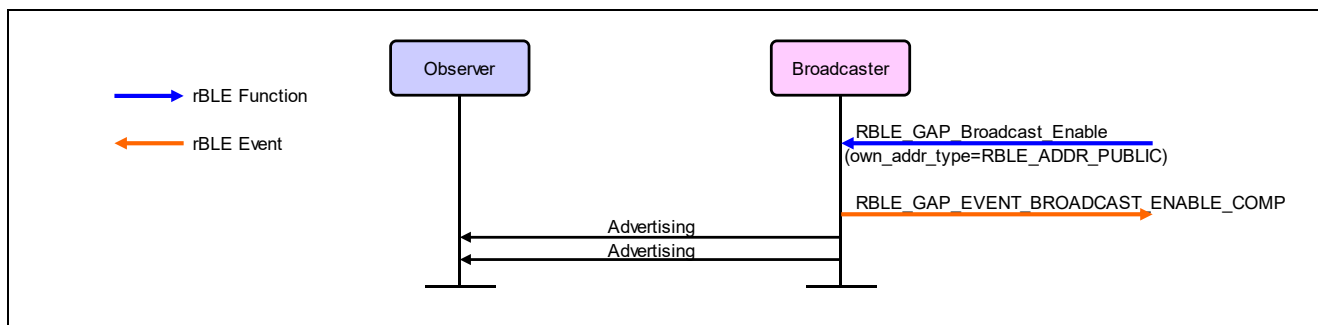 Observer
Broadcaster
rBLE Function
rBLE Event
RBLE_GAP_Broadcast_Enable
(own_addr_type=RBLE_ADDR_PUBLIC)
RBLE_GAP_EVENT_BROADCAST_ENABLE_COMP
Advertising
Advertising